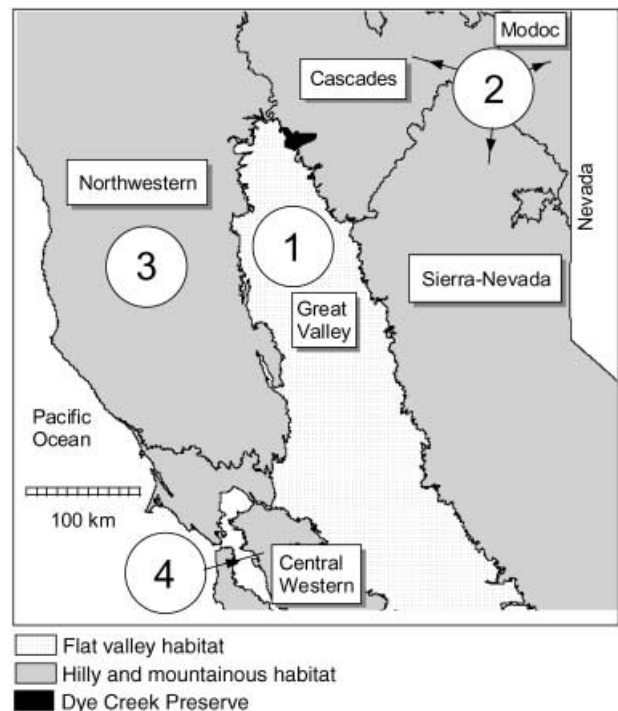 Modoc
Cascades
2
Northwestern
Nevada
3
1
Sierra-Nevada
Great
Valley
Pacific
Ocean
100 km
4
Central
Western
Flat valley habitat
Hilly and mountainous habitat
Dye Creek Preserve